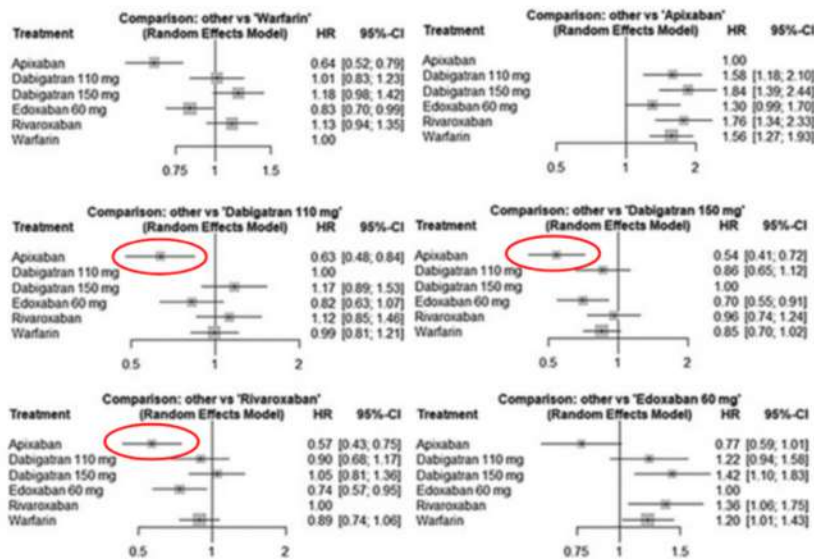 Comparison: other vs 'Warfarin'
Treatment (Random Effects Model) HR 95%-CI
Apixaban 0.64 [0.52; 0.79]
Dabigatran 110 mg 1.01 [0.83; 1.23]
Dabigatran 150 mg 1.18 [0.98; 1.42]
Edoxaban 60 mg 0.83 [0.70; 0.99]
Rivaroxaban 1.13 [0.94; 1.35]
Warfarin 1.00
0.75 1 1.5
Comparison: other vs 'Apixaban'
Treatment (Random Effects Model) HR 95%-CI
Apixaban 1.00
Dabigatran 110 mg 1.58 [1.18; 2.10]
Dabigatran 150 mg 1.84 [1.39; 2.44]
Edoxaban 60 mg 1.30 [0.99; 1.70]
Rivaroxaban 1.76 [1.34; 2.33]
Warfarin 1.56 [1.27; 1.93]
0.5 1 2
Comparison: other vs 'Dabigatran 110 mg'
Treatment (Random Effects Model) HR 95%-CI
Apixaban 0.63 [0.48; 0.84]
Dabigatran 110 mg 1.00
Dabigatran 150 mg 1.17 [0.89; 1.53]
Edoxaban 60 mg 0.82 [0.63; 1.07]
Rivaroxaban 1.12 [0.85; 1.46]
Warfarin 0.99 [0.81; 1.21]
0.5 1 2
Comparison: other vs 'Dabigatran 150 mg'
Treatment (Random Effects Model) HR 95%-CI
Apixaban 0.54 [0.41; 0.72]
Dabigatran 110 mg 0.86 [0.65; 1.12]
Dabigatran 150 mg 1.00
Edoxaban 60 mg 0.70 [0.55; 0.91]
Rivaroxaban 0.96 [0.74; 1.24]
Warfarin 0.85 [0.70; 1.02]
0.5 1 2
Comparison: other vs 'Rivaroxaban'
Treatment (Random Effects Model) HR 95%-CI
Apixaban 0.57 [0.43; 0.75]
Dabigatran 110 mg 0.90 [0.68; 1.17]
Dabigatran 150 mg 1.05 [0.81; 1.36]
Edoxaban 60 mg 0.74 [0.57; 0.95]
Rivaroxaban 1.00
Warfarin 0.89 [0.74; 1.06]
0.5 1 2
Comparison: other vs 'Edoxaban 60 mg'
Treatment (Random Effects Model) HR 95%-CI
Apixaban 0.77 [0.59; 1.01]
Dabigatran 110 mg 1.22 [0.94; 1.58]
Dabigatran 150 mg 1.42 [1.10; 1.83]
Edoxaban 60 mg 1.00
Rivaroxaban 1.36 [1.06; 1.75]
Warfarin 1.20 [1.01; 1.43]
0.75 1 1.5